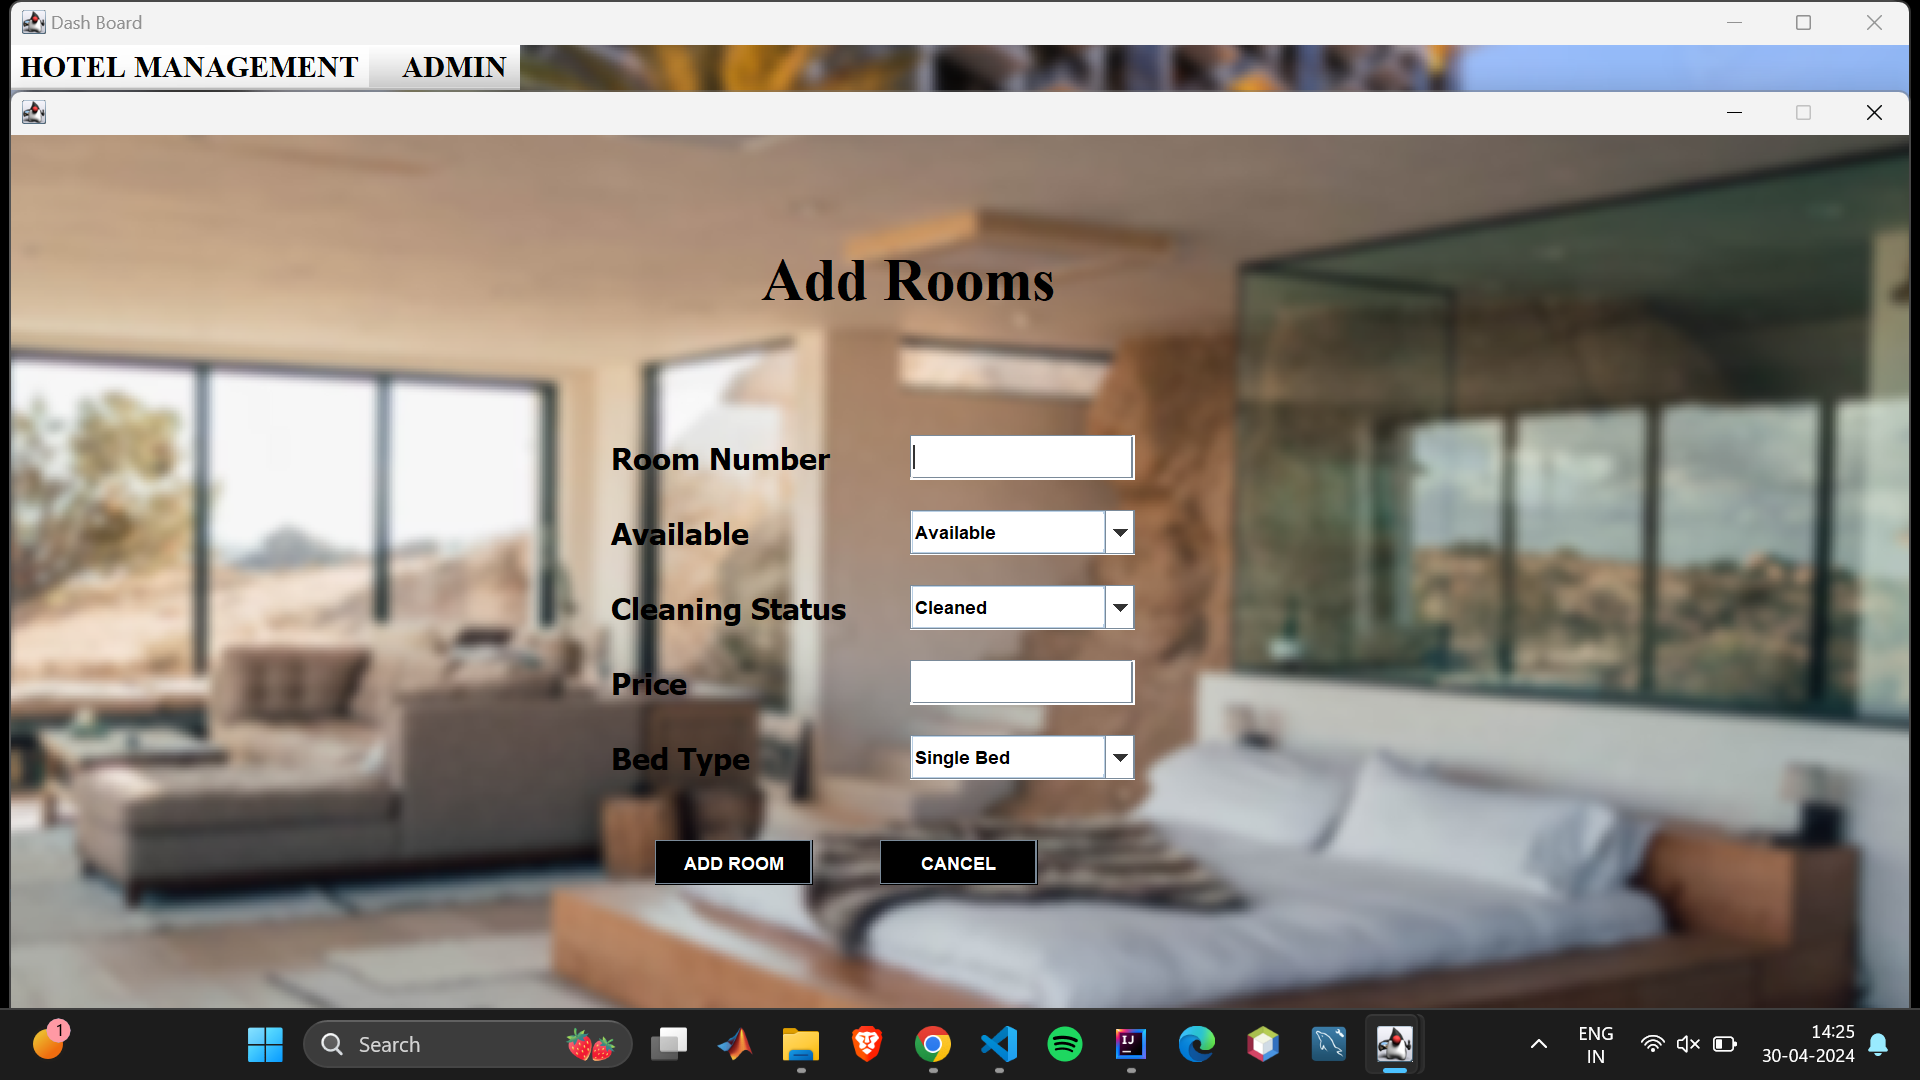 Dash Board
HOTEL MANAGEMENT ADMIN
Add Rooms
Room Number
Available Available
Cleaning Status Cleaned
Price
Bed Type Single Bed
ADD ROOM CANCEL
1
Search
IJ
ENG
IN
14:25
30-04-2024